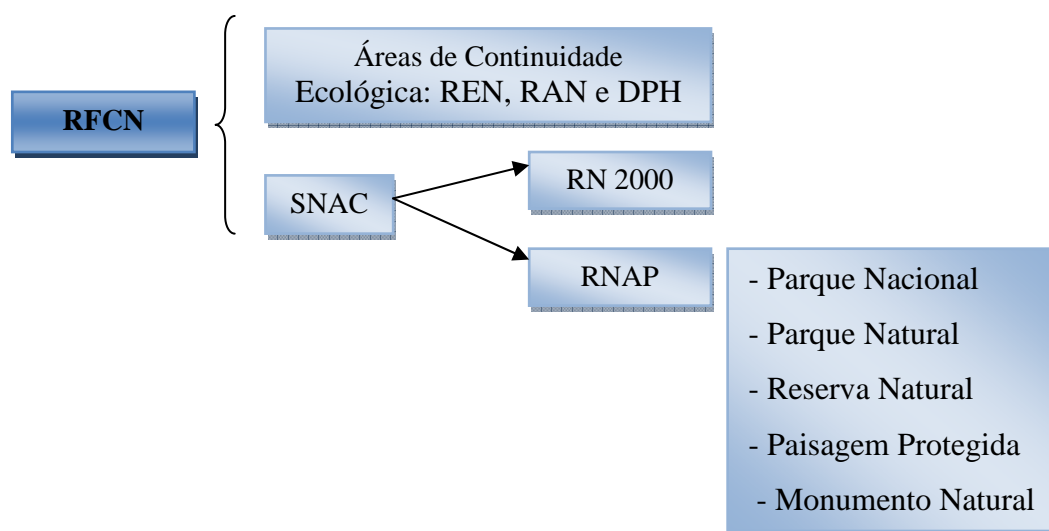 RFCN
Áreas de Continuidade
Ecológica: REN, RAN e DPH
SNAC
RN 2000
RNAP
- Parque Nacional
- Parque Natural
- Reserva Natural
- Paisagem Protegida
- Monumento Natural